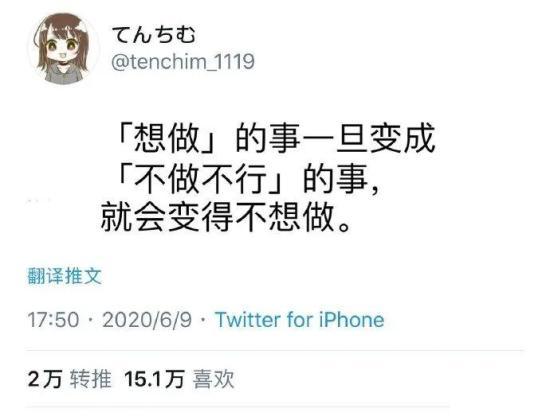 てんちむ
@tenchim_1119
「想做」的事一旦变成
「不做不行」的事，
就会变得不想做。
翻译推文
17:50 · 2020/6/9 · Twitter for iPhone
2万 转推 15.1万 喜欢